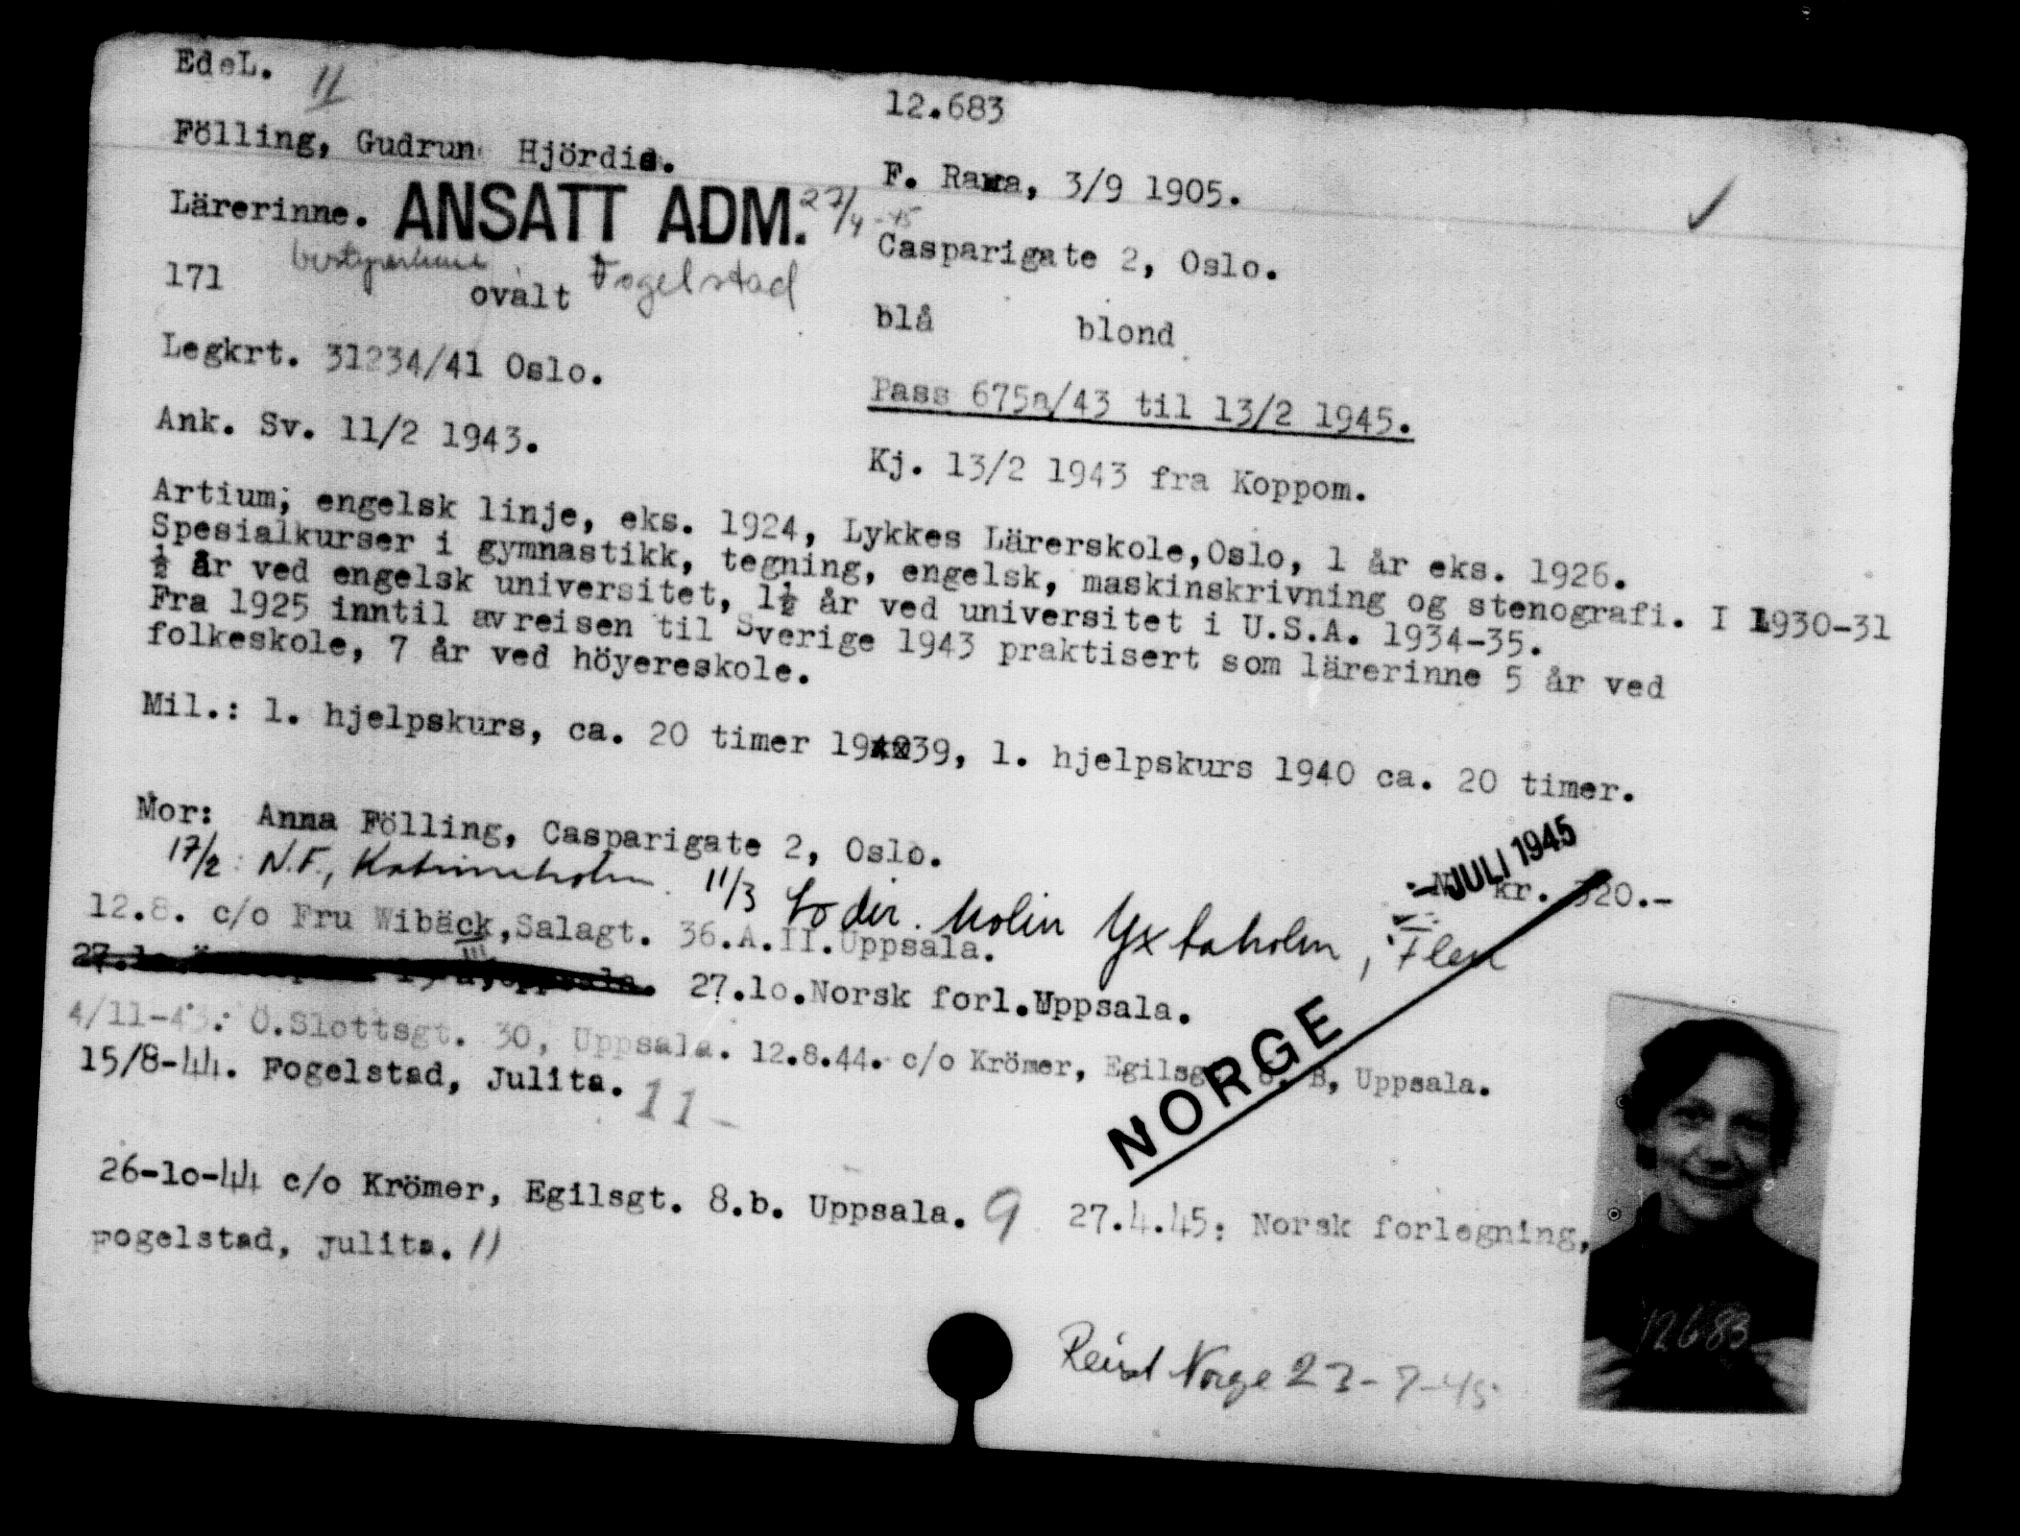 EdeL. 11
12.683
Fölling, Gudrun Hjördis.
F. Rama, 3/9 1905.
Lärerinne. ANSATT ADM. 27/4-45
Casparigate 2, Oslo.
Fogelstad
171 ovalt
blå blond
Legkrt. 31234/41 Oslo.
Pass 675a/43 til 13/2 1945.
Ank. Sv. 11/2 1943.
Kj. 13/2 1943 fra Koppom.
Artium; engelsk linje, eks. 1924, Lykkes Lärerskole,Oslo, 1 år eks. 1926.
Spesialkurser i gymnastikk, tegning, engelsk, maskinskrivning og stenografi. I 1930-31
½ år ved engelsk universitet, 1½ år ved universitet i U.S.A. 1934-35.
Fra 1925 inntil avreisen til Sverige 1943 praktisert som lärerinne 5 år ved
folkeskole, 7 år ved höyereskole.
Mil.: 1. hjelpskurs, ca. 20 timer 1939, 1. hjelpskurs 1940 ca. 20 timer.
Mor: Anna Fölling, Casparigate 2, Oslo.
- JULI 1945
kr. 320.-
17/2: N.F., Katrineholm. 11/3 dir. Molin Yxtaholm, Flen
12.8. c/o Fru Wibäck,Salagt. 36.A.II.Uppsala.
27.10.Norsk forl.Uppsala.
4/11-43: Ö.Slottsgt. 30, Uppsala. 12.8.44. c/o Krömer, Egilsgt. 8. B, Uppsala.
15/8-44. Fogelstad, Julita. 11-
NORGE
26-10-44 c/o Krömer, Egilsgt. 8.b. Uppsala. 9
27.4.45: Norsk forlegning,
Fogelstad, Julita. 11
Reist Norge 23-7-45
12683